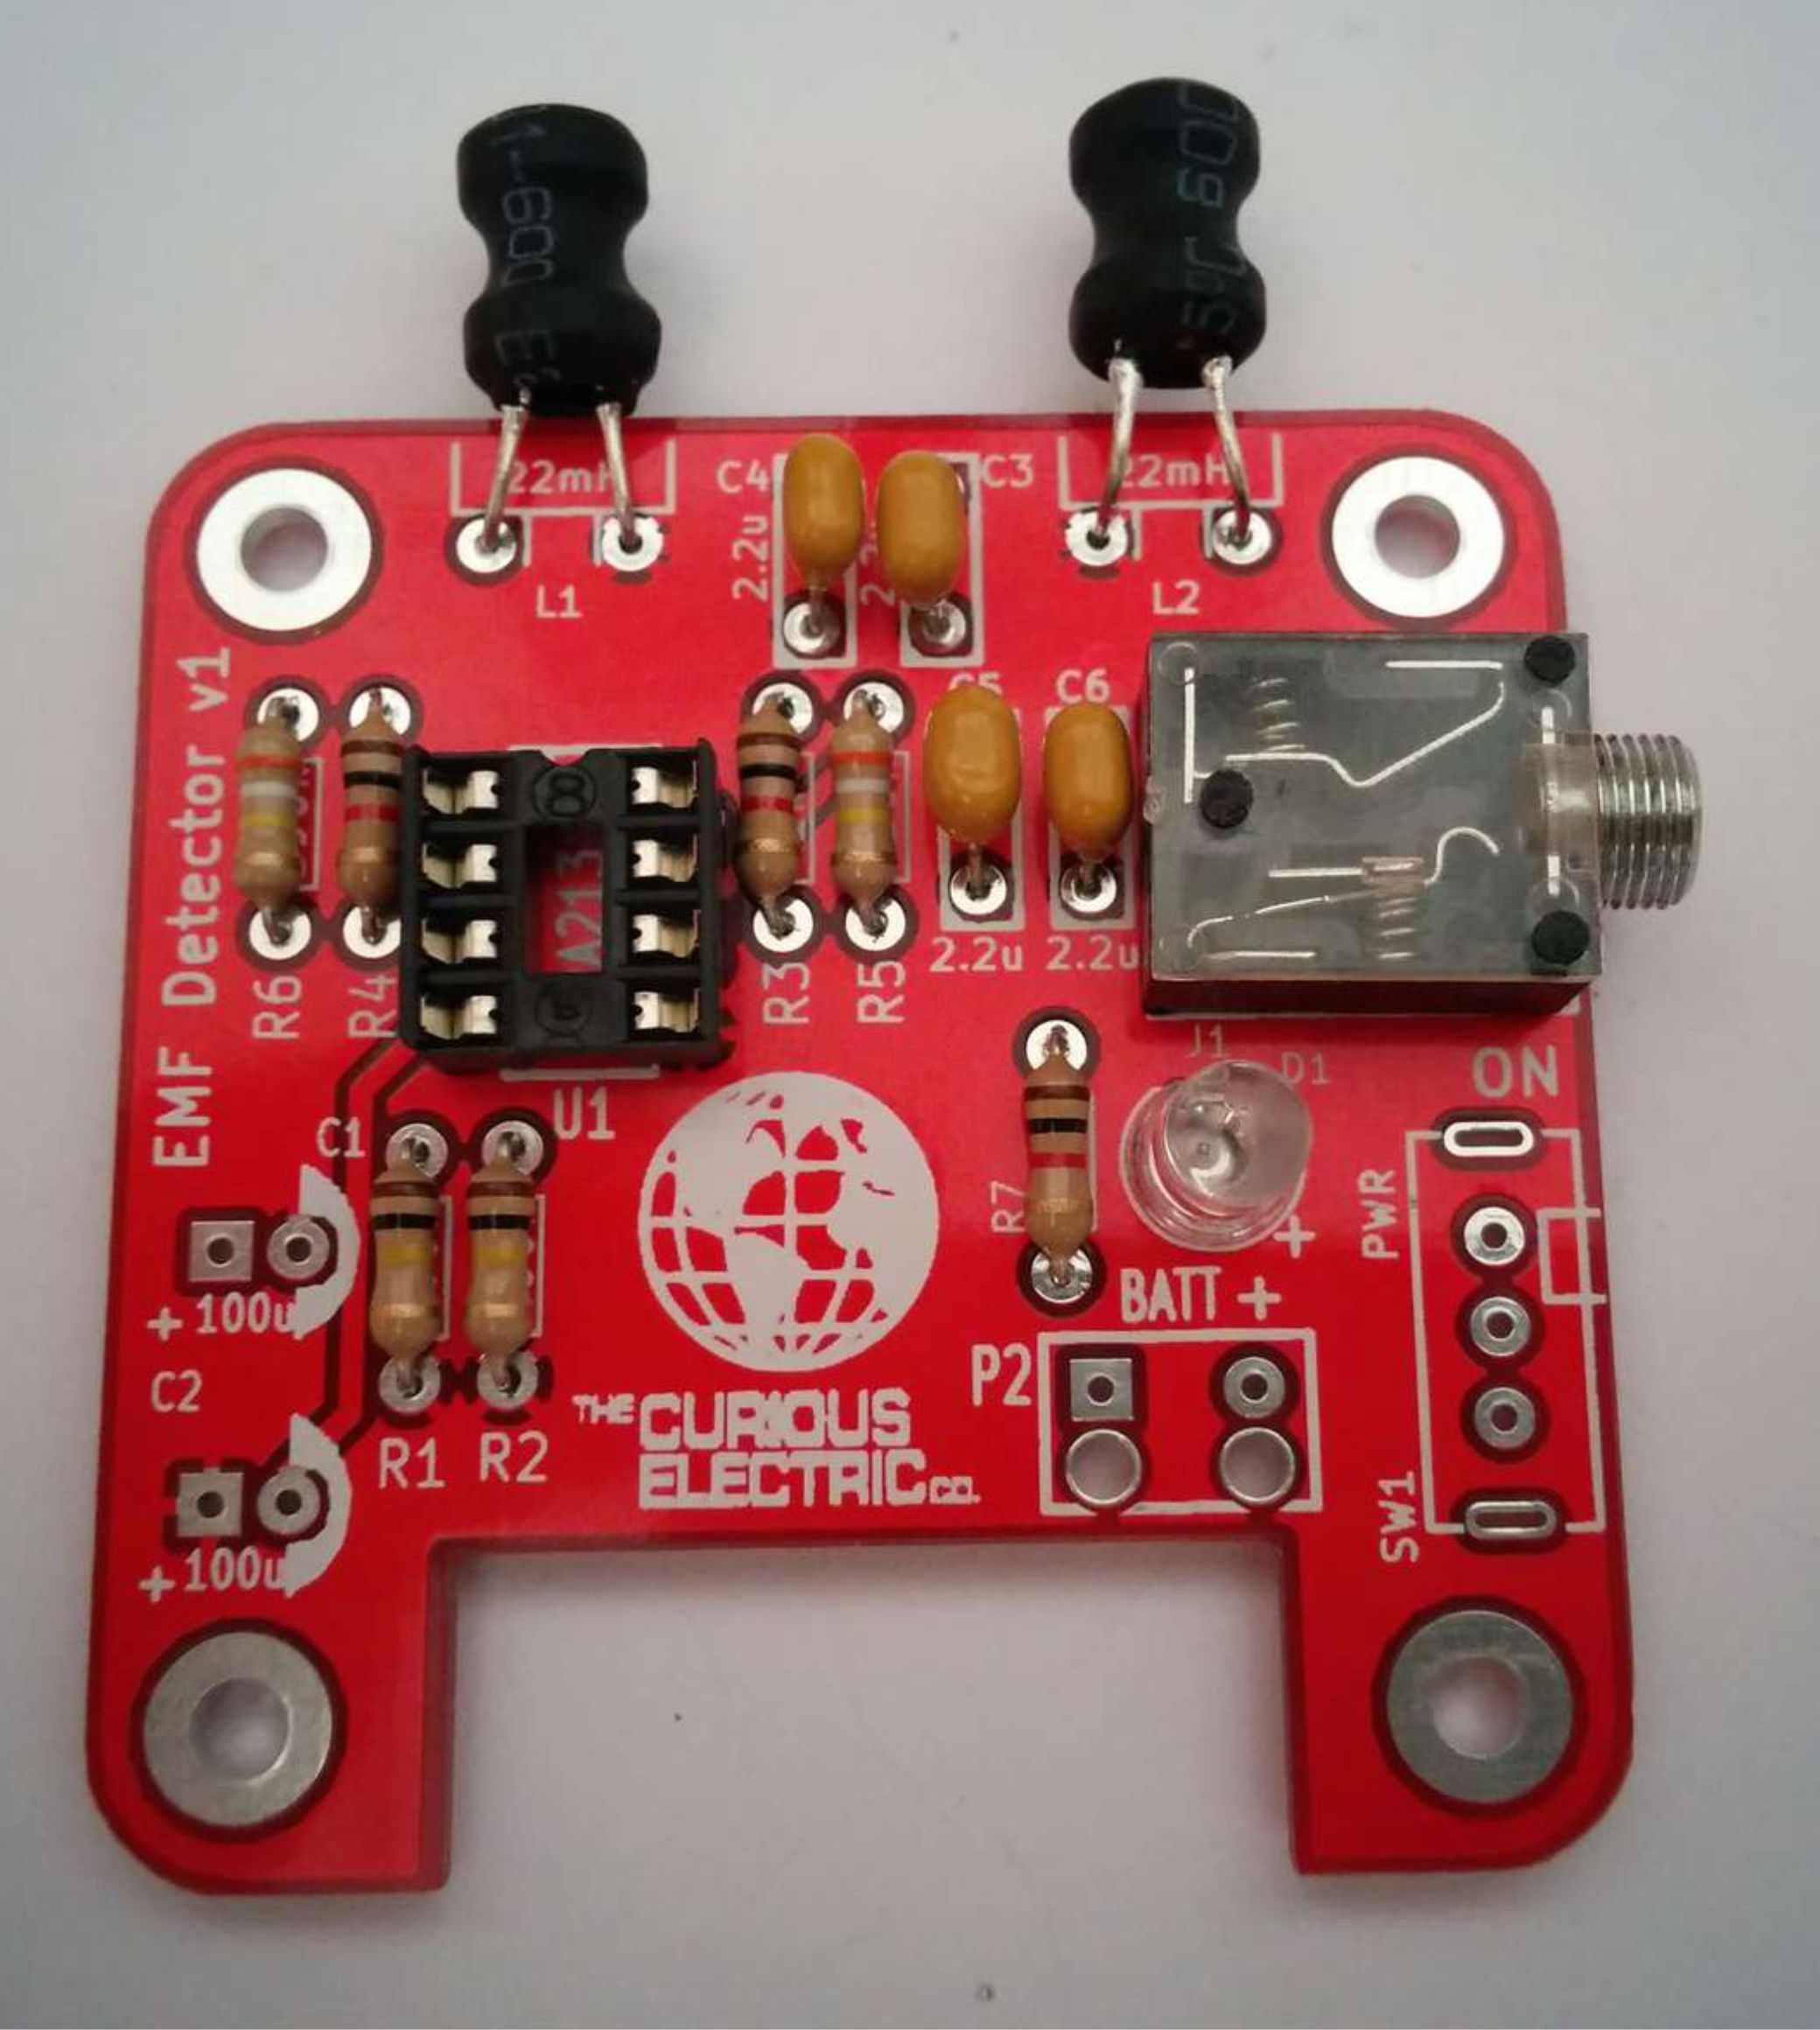 22mH
C4
C3
22mH
2.2u
L1
L2
EMF Detector v1
C5
C6
8
A213
R6
R4
R3
R5
2.2u
2.2u
J1
D1
ON
U1
C1
R7
PWR
+
+ 100u
BATT +
P2
C2
THE CURIOUS
ELECTRIC CO.
R1
R2
SW1
+ 100u